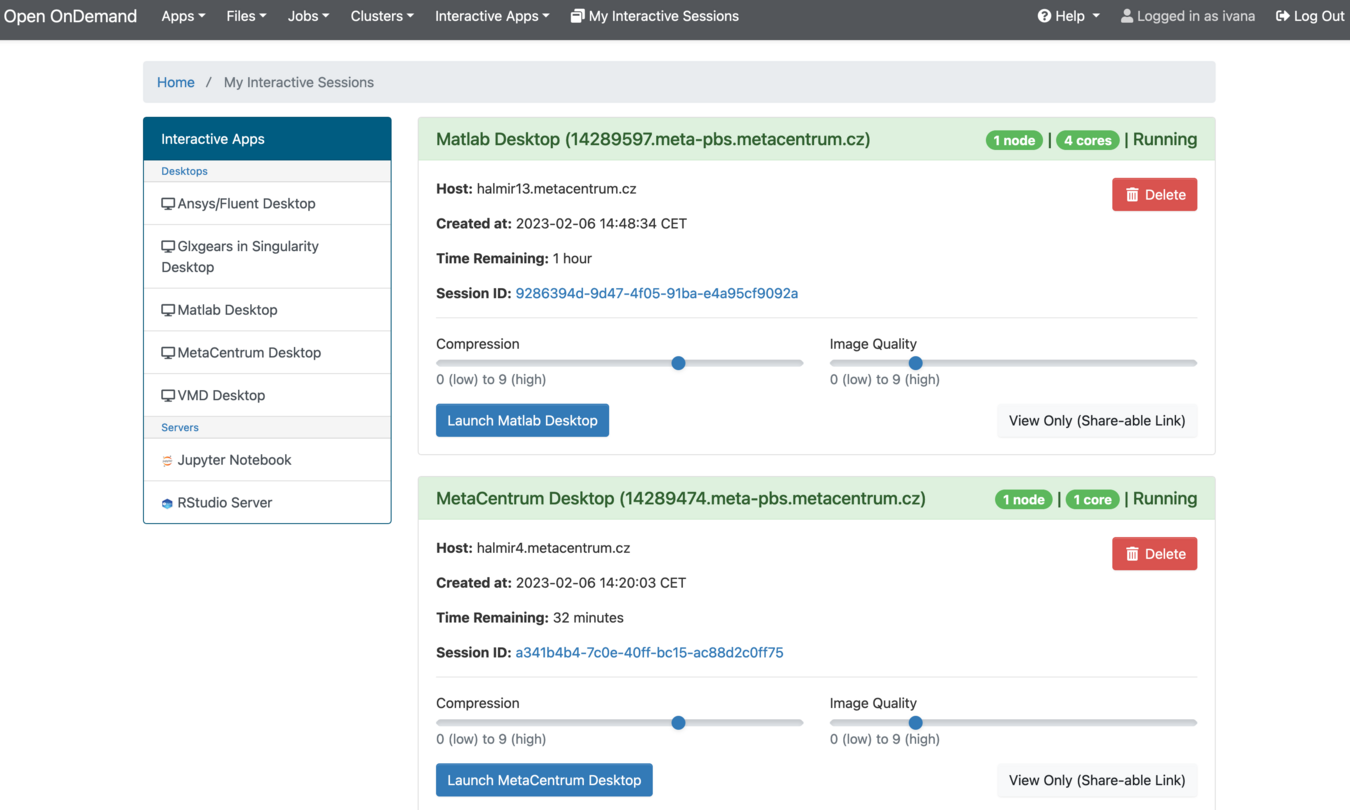 Open OnDemand Apps Files Jobs Clusters Interactive Apps My Interactive Sessions Help Logged in as ivana Log Out
Home / My Interactive Sessions
Interactive Apps
Desktops
Ansys/Fluent Desktop
Glxgears in Singularity
Desktop
Matlab Desktop
MetaCentrum Desktop
VMD Desktop
Servers
Jupyter Notebook
RStudio Server
Matlab Desktop (14289597.meta-pbs.metacentrum.cz) 1 node | 4 cores | Running
Host: halmir13.metacentrum.cz
Delete
Created at: 2023-02-06 14:48:34 CET
Time Remaining: 1 hour
Session ID: 9286394d-9d47-4f05-91ba-e4a95cf9092a
Compression Image Quality
0 (low) to 9 (high) 0 (low) to 9 (high)
Launch Matlab Desktop View Only (Share-able Link)
MetaCentrum Desktop (14289474.meta-pbs.metacentrum.cz) 1 node | 1 core | Running
Host: halmir4.metacentrum.cz
Delete
Created at: 2023-02-06 14:20:03 CET
Time Remaining: 32 minutes
Session ID: a341b4b4-7c0e-40ff-bc15-ac88d2c0ff75
Compression Image Quality
0 (low) to 9 (high) 0 (low) to 9 (high)
Launch MetaCentrum Desktop View Only (Share-able Link)